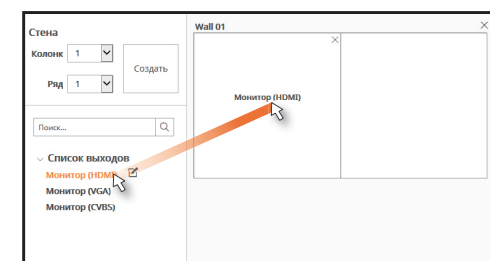 Стена
Колонк 1
Ряд 1
Создать
Поиск...
Список выходов
Монитор (HDMI)
Монитор (VGA)
Монитор (CVBS)
Wall 01
Монитор (HDMI)